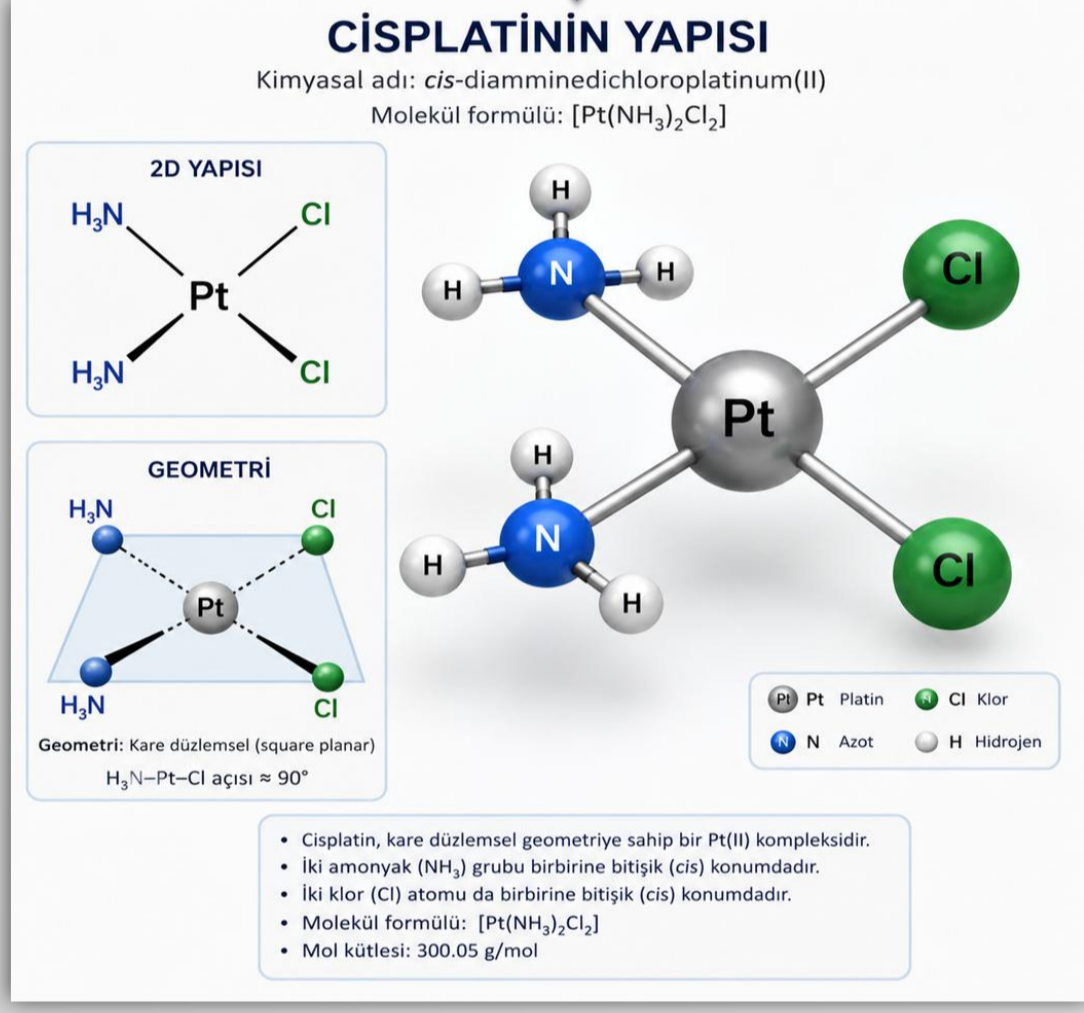 CİSPLATİNİN YAPISI
Kimyasal adı: cis-diamminedichloroplatinum(II)
Molekül formülü: [Pt(NH₃)₂Cl₂]
2D YAPISI
H₃N Cl
Pt
H₃N Cl
GEOMETRİ
H₃N Cl
Pt
H₃N Cl
Geometri: Kare düzlemsel (square planar)
H₃N–Pt–Cl açısı ≈ 90°
H
H N H
Cl
Pt
H
H N H
Cl
Pt Pt Platin N Cl Klor
N N Azot H Hidrojen
• Cisplatin, kare düzlemsel geometriye sahip bir Pt(II) kompleksidir.
• İki amonyak (NH₃) grubu birbirine bitişik (cis) konumdadır.
• İki klor (Cl) atomu da birbirine bitişik (cis) konumdadır.
• Molekül formülü: [Pt(NH₃)₂Cl₂]
• Mol kütlesi: 300.05 g/mol